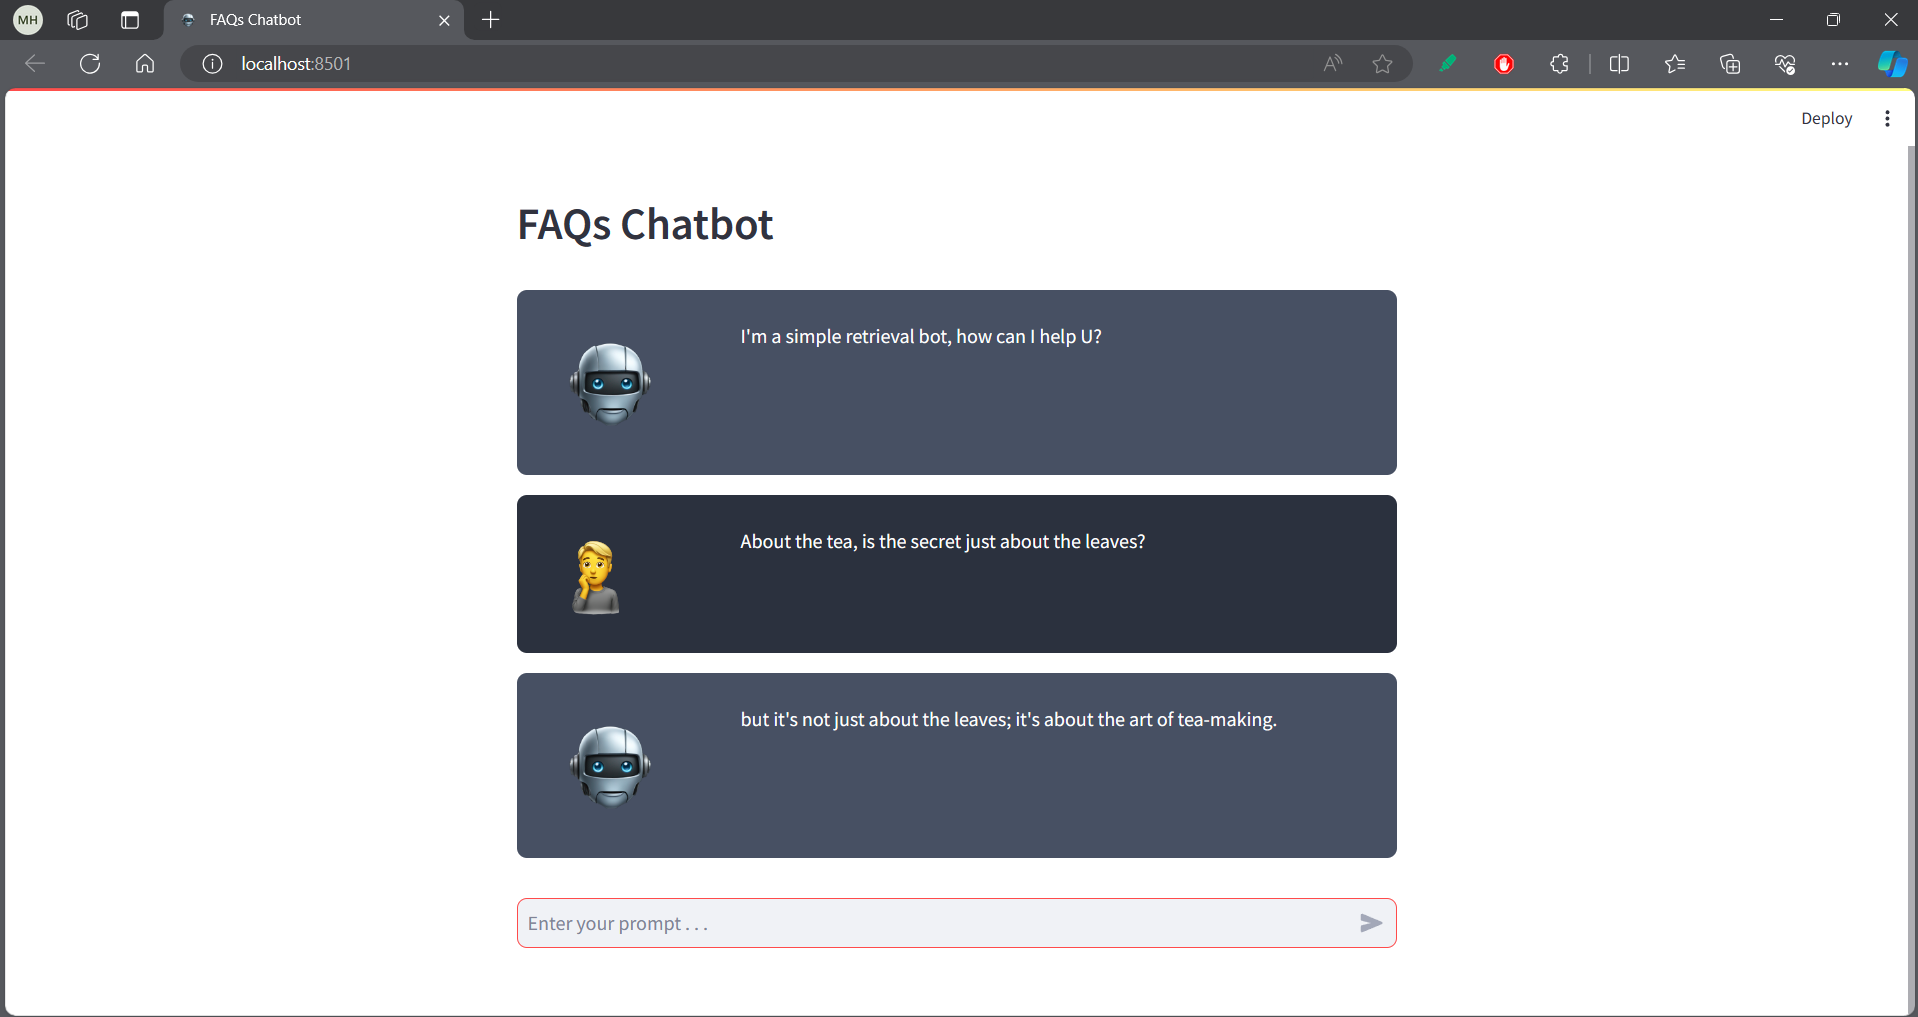 MH
FAQs Chatbot
localhost:8501
Deploy
FAQs Chatbot
I'm a simple retrieval bot, how can I help U?
About the tea, is the secret just about the leaves?
but it's not just about the leaves; it's about the art of tea-making.
Enter your prompt . . .